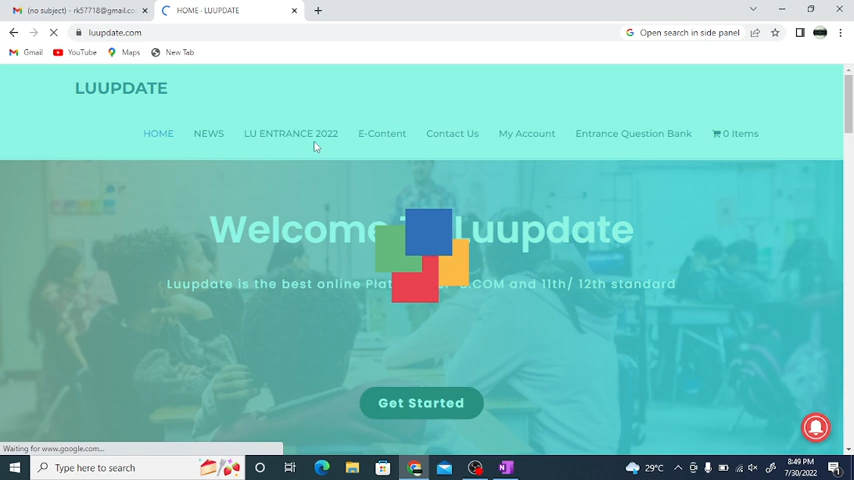 (no subject) - rk57718@gmail.co
HOME - LUUPDATE
luupdate.com
Open search in side panel
Gmail
YouTube
Maps
New Tab
LUUPDATE
HOME
NEWS
LU ENTRANCE 2022
E-Content
Contact Us
My Account
Entrance Question Bank
0 Items
Welcome Luupdate
Luupdate is the best online Plat .COM and 11th/ 12th standard
Get Started
Waiting for www.google.com...
Type here to search
29°C
8:49 PM
7/30/2022